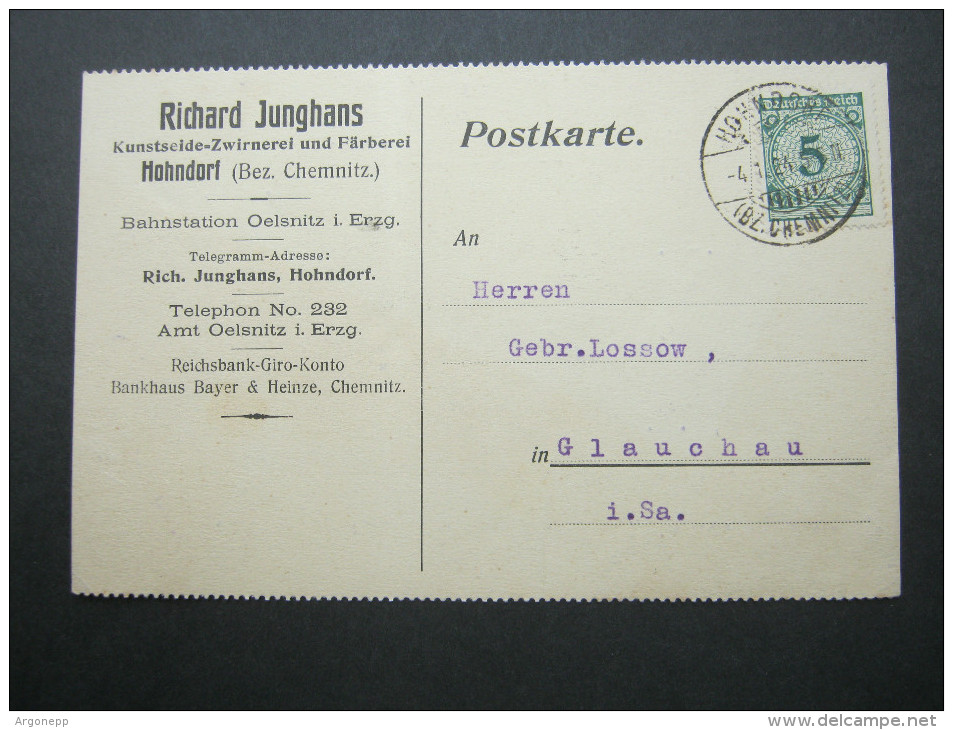 Richard Junghans
Kunstseide-Zwirnerei und Färberei
Hohndorf (Bez. Chemnitz.)
Bahnstation Oelsnitz i. Erzg.
Telegramm-Adresse:
Rich. Junghans, Hohndorf.
Telephon No. 232
Amt Oelsnitz i. Erzg.
Reichsbank-Giro-Konto
Bankhaus Bayer & Heinze, Chemnitz.
Postkarte.
Deutsches Reich
5
(BZ. CHEMNITZ)
An
Herren
Gebr.Lossow ,
in Glauchau
i.Sa.
Argonepp
www.delcampe.net